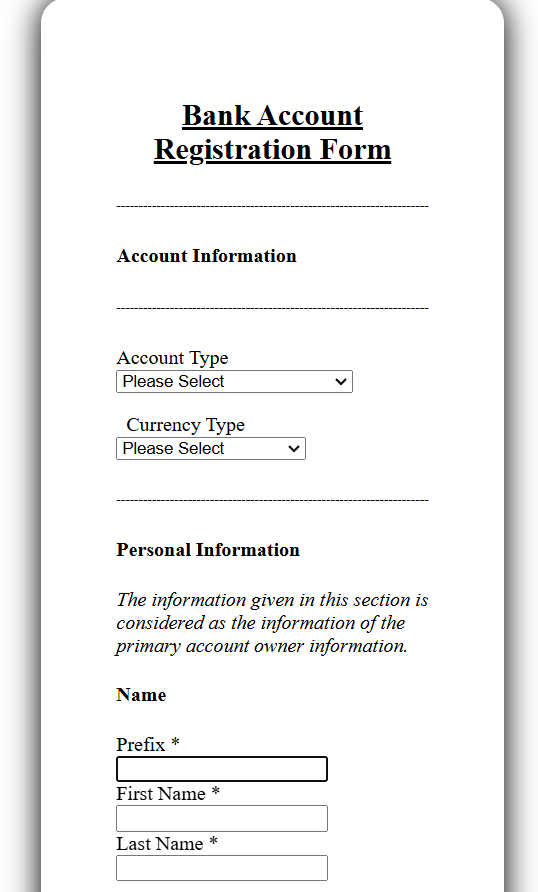 Bank Account
Registration Form
----------------------------------------------------------------------
Account Information
----------------------------------------------------------------------
Account Type
Please Select
Currency Type
Please Select
----------------------------------------------------------------------
Personal Information
The information given in this section is
considered as the information of the
primary account owner information.
Name
Prefix *
First Name *
Last Name *